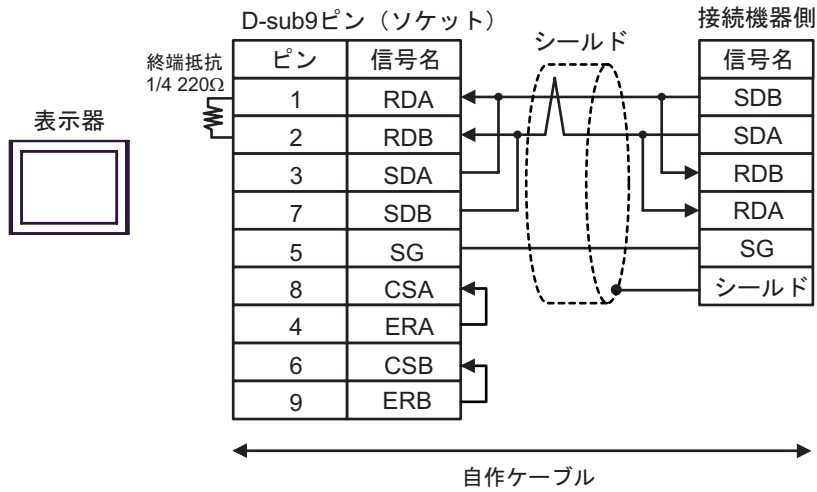 D-sub9ピン（ソケット）
接続機器側
シールド
終端抵抗
1/4 220Ω
表示器
ピン 信号名
1 RDA
2 RDB
3 SDA
7 SDB
5 SG
8 CSA
4 ERA
6 CSB
9 ERB
信号名
SDB
SDA
RDB
RDA
SG
シールド
自作ケーブル